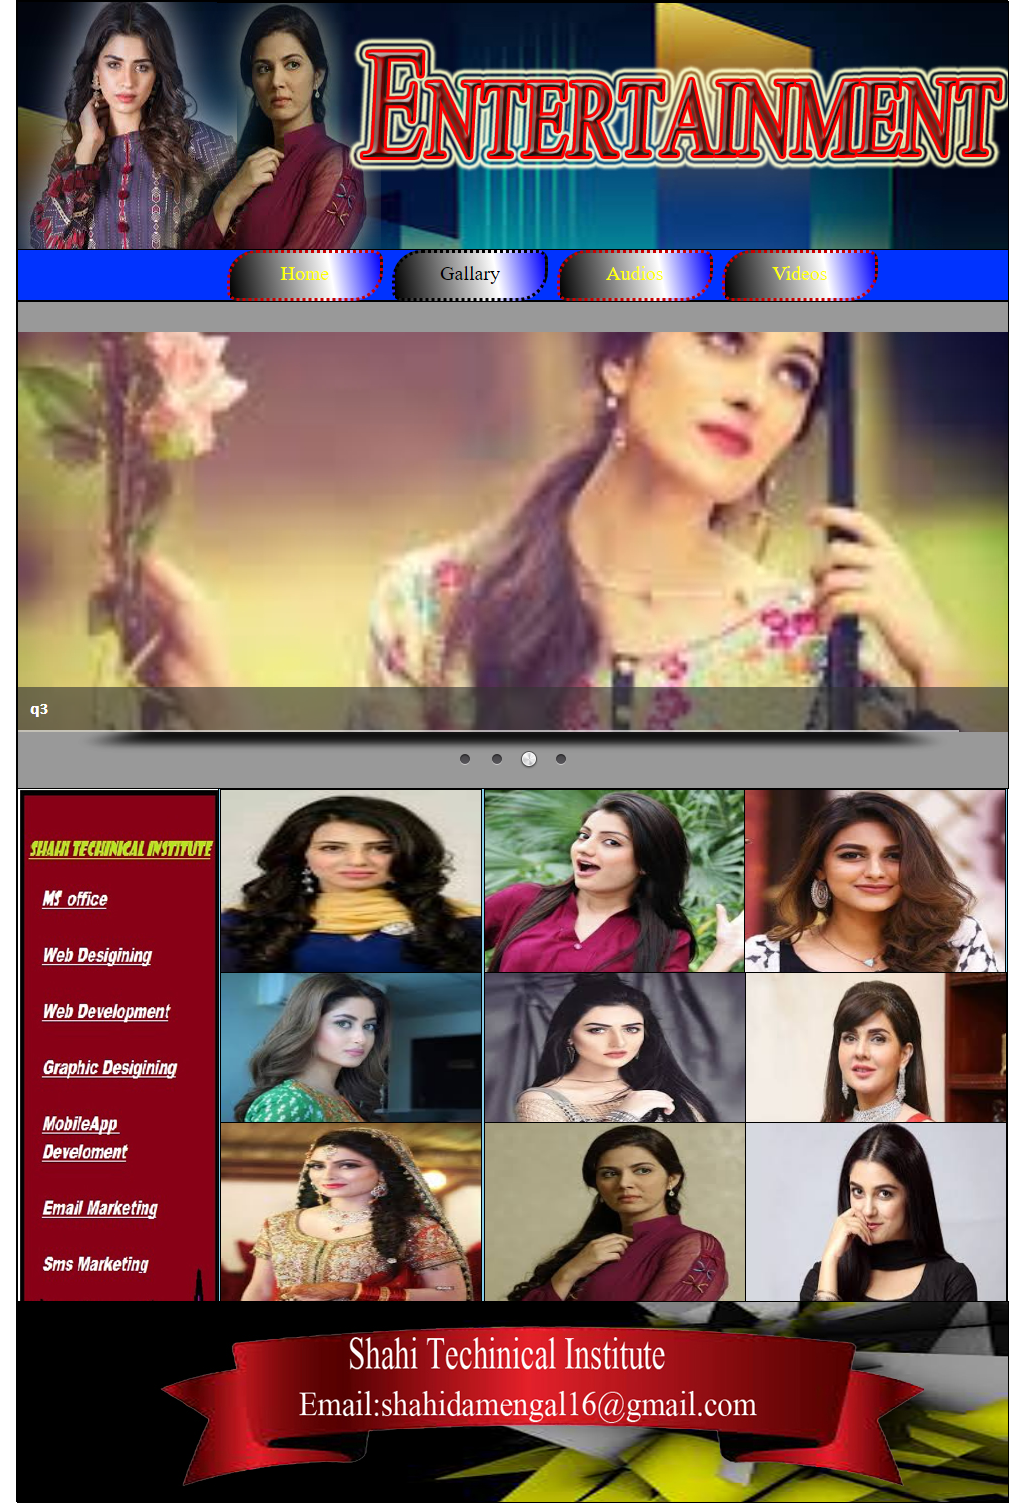 ENTERTAINMENT
Home
Gallary
Audios
Videos
q3
SHAHI TECHINICAL INSTITUTE
MS office
Web Desigining
Web Development
Graphic Desigining
MobileApp
Develoment
Email Marketing
Sms Marketing
Shahi Techinical Institute
Email:shahidamengal16@gmail.com